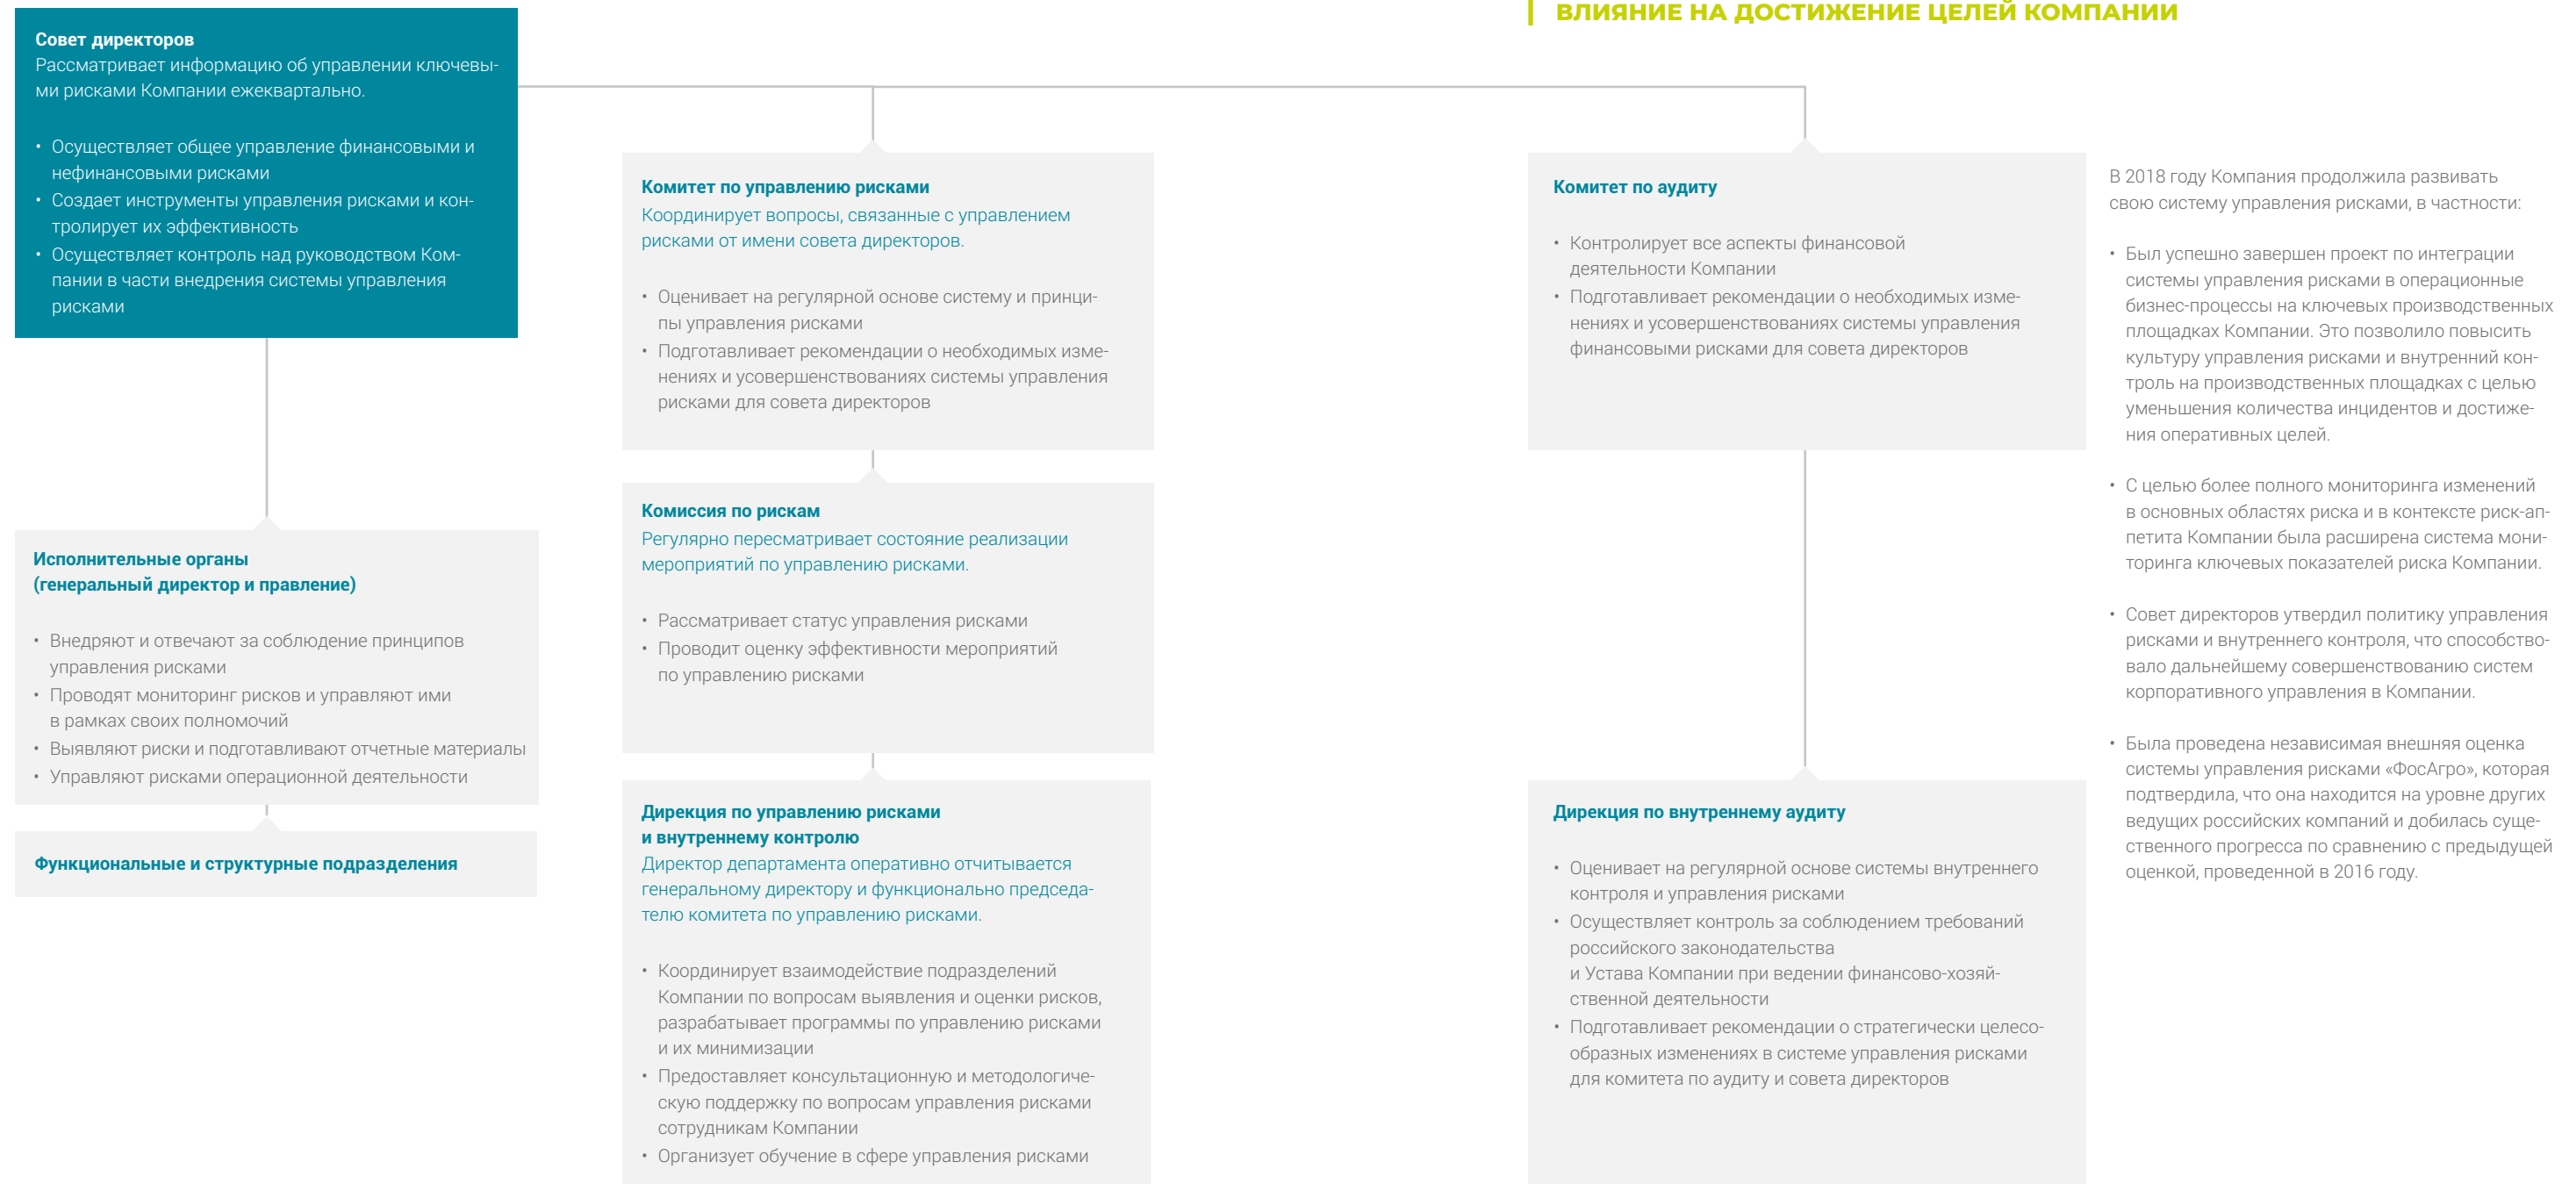 ВЛИЯНИЕ НА ДОСТИЖЕНИЕ ЦЕЛЕЙ КОМПАНИИ
Совет директоров
Рассматривает информацию об управлении ключевы-
ми рисками Компании ежеквартально.
• Осуществляет общее управление финансовыми и
нефинансовыми рисками
• Создает инструменты управления рисками и кон-
тролирует их эффективность
• Осуществляет контроль над руководством Ком-
пании в части внедрения системы управления
рисками
Исполнительные органы
(генеральный директор и правление)
• Внедряют и отвечают за соблюдение принципов
управления рисками
• Проводят мониторинг рисков и управляют ими
в рамках своих полномочий
• Выявляют риски и подготавливают отчетные материалы
• Управляют рисками операционной деятельности
Функциональные и структурные подразделения
Комитет по управлению рисками
Координирует вопросы, связанные с управлением
рисками от имени совета директоров.
• Оценивает на регулярной основе систему и принци-
пы управления рисками
• Подготавливает рекомендации о необходимых изме-
нениях и усовершенствованиях системы управления
рисками для совета директоров
Комиссия по рискам
Регулярно пересматривает состояние реализации
мероприятий по управлению рисками.
• Рассматривает статус управления рисками
• Проводит оценку эффективности мероприятий
по управлению рисками
Дирекция по управлению рисками
и внутреннему контролю
Директор департамента оперативно отчитывается
генеральному директору и функционально председа-
телю комитета по управлению рисками.
• Координирует взаимодействие подразделений
Компании по вопросам выявления и оценки рисков,
разрабатывает программы по управлению рисками
и их минимизации
• Предоставляет консультационную и методологиче-
скую поддержку по вопросам управления рисками
сотрудникам Компании
• Организует обучение в сфере управления рисками
Комитет по аудиту
• Контролирует все аспекты финансовой
деятельности Компании
• Подготавливает рекомендации о необходимых изме-
нениях и усовершенствованиях системы управления
финансовыми рисками для совета директоров
Дирекция по внутреннему аудиту
• Оценивает на регулярной основе системы внутреннего
контроля и управления рисками
• Осуществляет контроль за соблюдением требований
российского законодательства
и Устава Компании при ведении финансово-хозяй-
ственной деятельности
• Подготавливает рекомендации о стратегически целесо-
образных изменениях в системе управления рисками
для комитета по аудиту и совета директоров
В 2018 году Компания продолжила развивать
свою систему управления рисками, в частности:
• Был успешно завершен проект по интеграции
системы управления рисками в операционные
бизнес-процессы на ключевых производственных
площадках Компании. Это позволило повысить
культуру управления рисками и внутренний кон-
троль на производственных площадках с целью
уменьшения количества инцидентов и достиже-
ния оперативных целей.
• С целью более полного мониторинга изменений
в основных областях риска и в контексте риск-ап-
петита Компании была расширена система мони-
торинга ключевых показателей риска Компании.
• Совет директоров утвердил политику управления
рисками и внутреннего контроля, что способство-
вало дальнейшему совершенствованию систем
корпоративного управления в Компании.
• Была проведена независимая внешняя оценка
системы управления рисками «ФосАгро», которая
подтвердила, что она находится на уровне других
ведущих российских компаний и добилась суще-
ственного прогресса по сравнению с предыдущей
оценкой, проведенной в 2016 году.